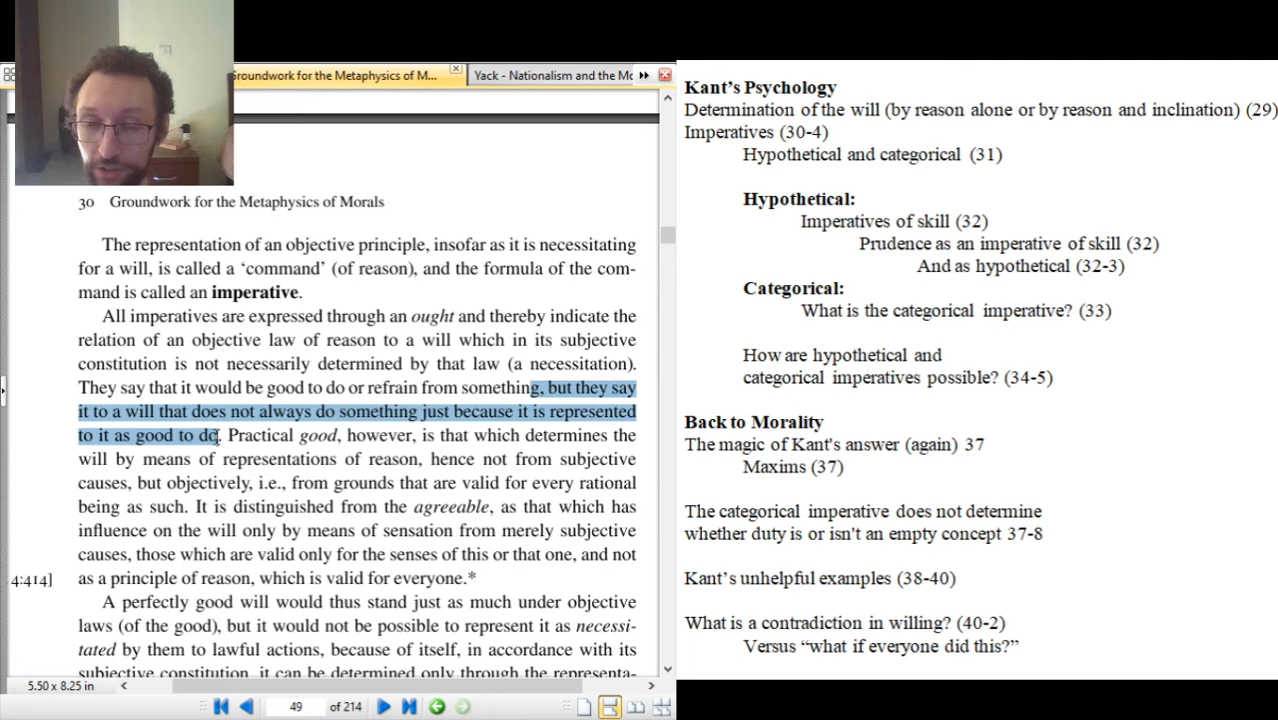 Groundwork for the Metaphysics of M...
Yack - Nationalism and the Mo
30 Groundwork for the Metaphysics of Morals
The representation of an objective principle, insofar as it is necessitating
for a will, is called a ‘command’ (of reason), and the formula of the com-
mand is called an imperative.
All imperatives are expressed through an ought and thereby indicate the
relation of an objective law of reason to a will which in its subjective
constitution is not necessarily determined by that law (a necessitation).
They say that it would be good to do or refrain from something, but they say
it to a will that does not always do something just because it is represented
to it as good to do. Practical good, however, is that which determines the
will by means of representations of reason, hence not from subjective
causes, but objectively, i.e., from grounds that are valid for every rational
being as such. It is distinguished from the agreeable, as that which has
influence on the will only by means of sensation from merely subjective
causes, those which are valid only for the senses of this or that one, and not
4:414]
as a principle of reason, which is valid for everyone.*
A perfectly good will would thus stand just as much under objective
laws (of the good), but it would not be possible to represent it as necessi-
tated by them to lawful actions, because of itself, in accordance with its
subjective constitution, it can be determined only through the representa-
5.50 x 8.25 in
49
of 214
Kant’s Psychology
Determination of the will (by reason alone or by reason and inclination) (29)
Imperatives (30-4)
Hypothetical and categorical (31)
Hypothetical:
Imperatives of skill (32)
Prudence as an imperative of skill (32)
And as hypothetical (32-3)
Categorical:
What is the categorical imperative? (33)
How are hypothetical and
categorical imperatives possible? (34-5)
Back to Morality
The magic of Kant's answer (again) 37
Maxims (37)
The categorical imperative does not determine
whether duty is or isn't an empty concept 37-8
Kant’s unhelpful examples (38-40)
What is a contradiction in willing? (40-2)
Versus “what if everyone did this?”